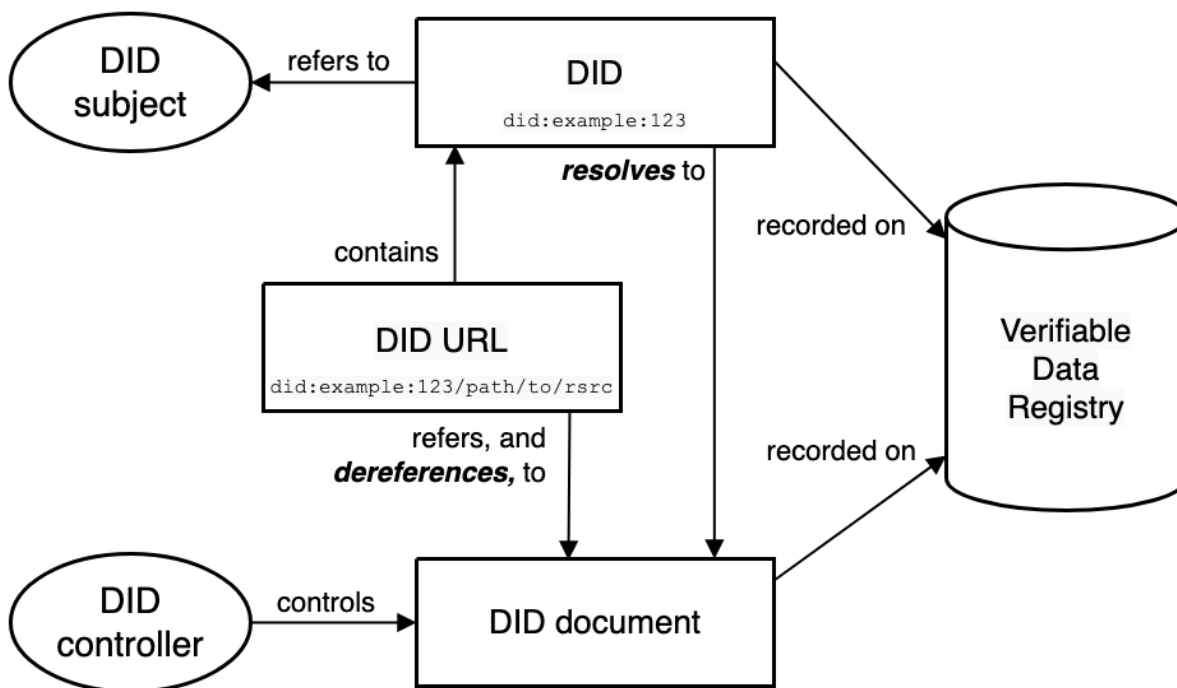 DID
subject
refers to
DID
did:example:123
resolves to
recorded on
contains
DID URL
did:example:123/path/to/rsrc
Verifiable
Data
Registry
refers, and
dereferences, to
recorded on
DID
controller
controls
DID document